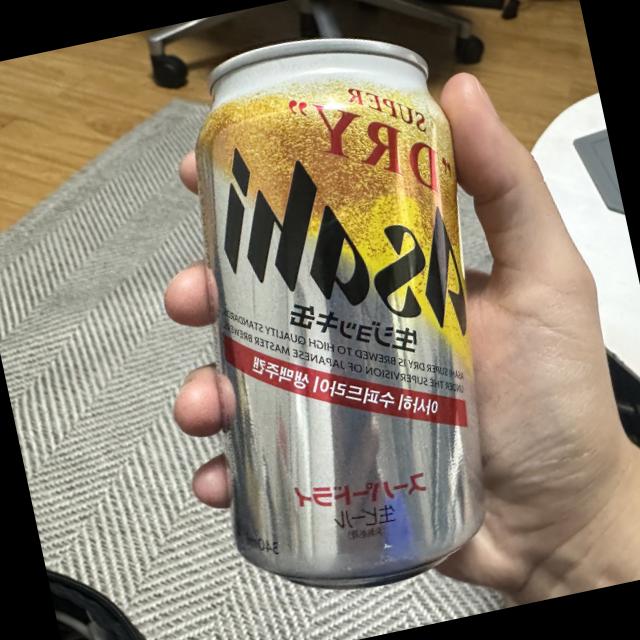 SUPER
"DRY"
Asahi
生ジョッキ缶
ASAHI SUPER DRY IS BREWED TO HIGH QUALITY STANDARDS
UNDER THE SUPERVISION OF JAPANESE MASTER BREWERS
아사히 수퍼드라이 생맥주캔
スーパードライ
生ビール
340ml